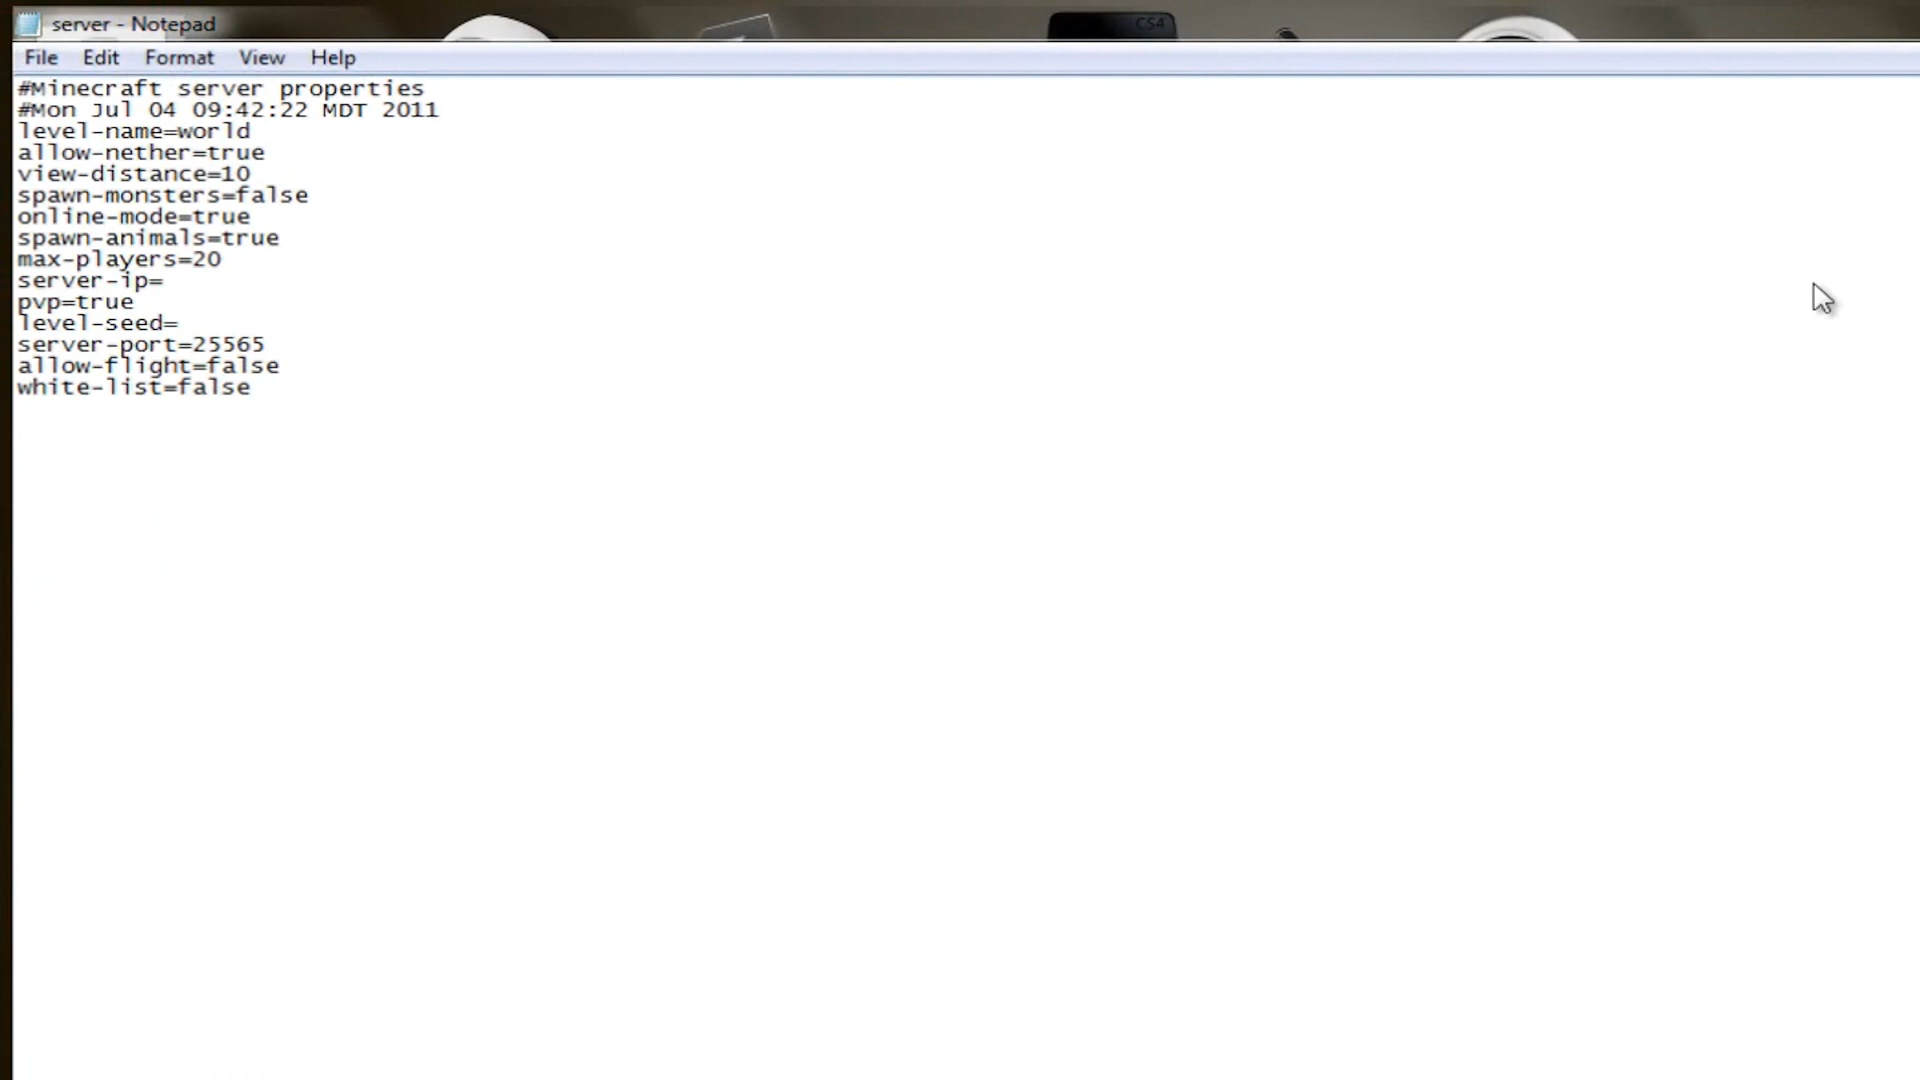 server - Notepad
CS4
File Edit Format View Help
#Minecraft server properties
#Mon Jul 04 09:42:22 MDT 2011
level-name=world
allow-nether=true
view-distance=10
spawn-monsters=false
online-mode=true
spawn-animals=true
max-players=20
server-ip=
pvp=true
level-seed=
server-port=25565
allow-flight=false
white-list=false